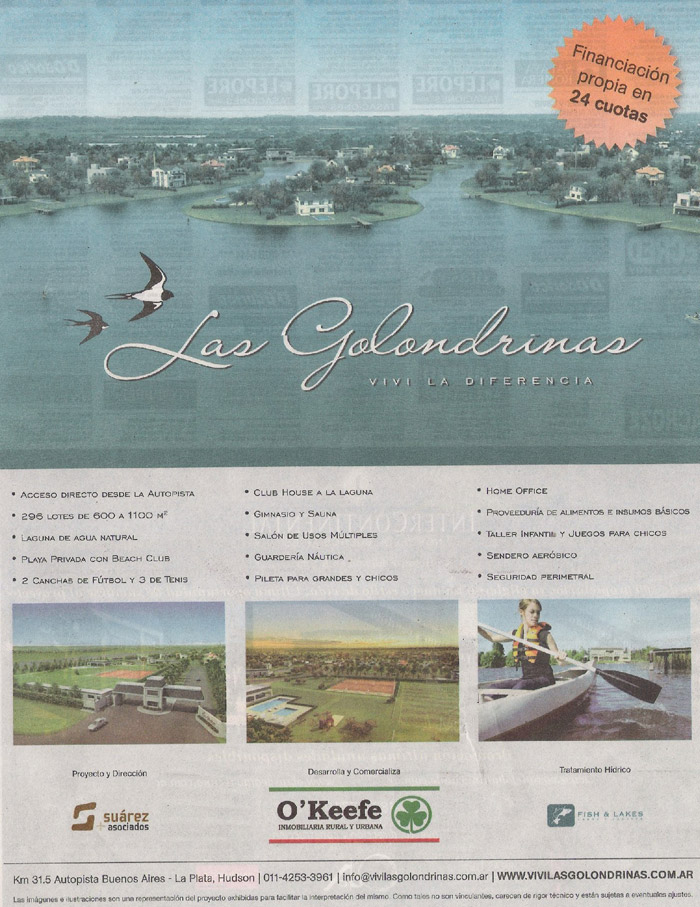 Financiación
propia en
24 cuotas
Las Golondrinas
VIVI LA DIFERENCIA
• ACCESO DIRECTO DESDE LA AUTOPISTA
• 296 LOTES DE 600 A 1100 M²
• LAGUNA DE AGUA NATURAL
• PLAYA PRIVADA CON BEACH CLUB
• 2 CANCHAS DE FÚTBOL Y 3 DE TENIS
• CLUB HOUSE A LA LAGUNA
• GIMNASIO Y SAUNA
• SALÓN DE USOS MÚLTIPLES
• GUARDERÍA NÁUTICA
• PILETA PARA GRANDES Y CHICOS
• HOME OFFICE
• PROVEEDURÍA DE ALIMENTOS E INSUMOS BÁSICOS
• TALLER INFANTIL Y JUEGOS PARA CHICOS
• SENDERO AERÓBICO
• SEGURIDAD PERIMETRAL
Proyecto y Dirección
suárez
asociados
Desarrolla y Comercializa
O'Keefe
INMOBILIARIA RURAL Y URBANA
Tratamiento Hídrico
FISH & LAKES
Km 31.5 Autopista Buenos Aires - La Plata, Hudson | 011-4253-3961 | info@vivilasgolondrinas.com.ar | WWW.VIVILASGOLONDRINAS.COM.AR
Las imágenes e ilustraciones son una representación del proyecto exhibidas para facilitar la interpretación del mismo. Como tales no son vinculantes, carecen de rigor técnico y están sujetas a eventuales ajustes.